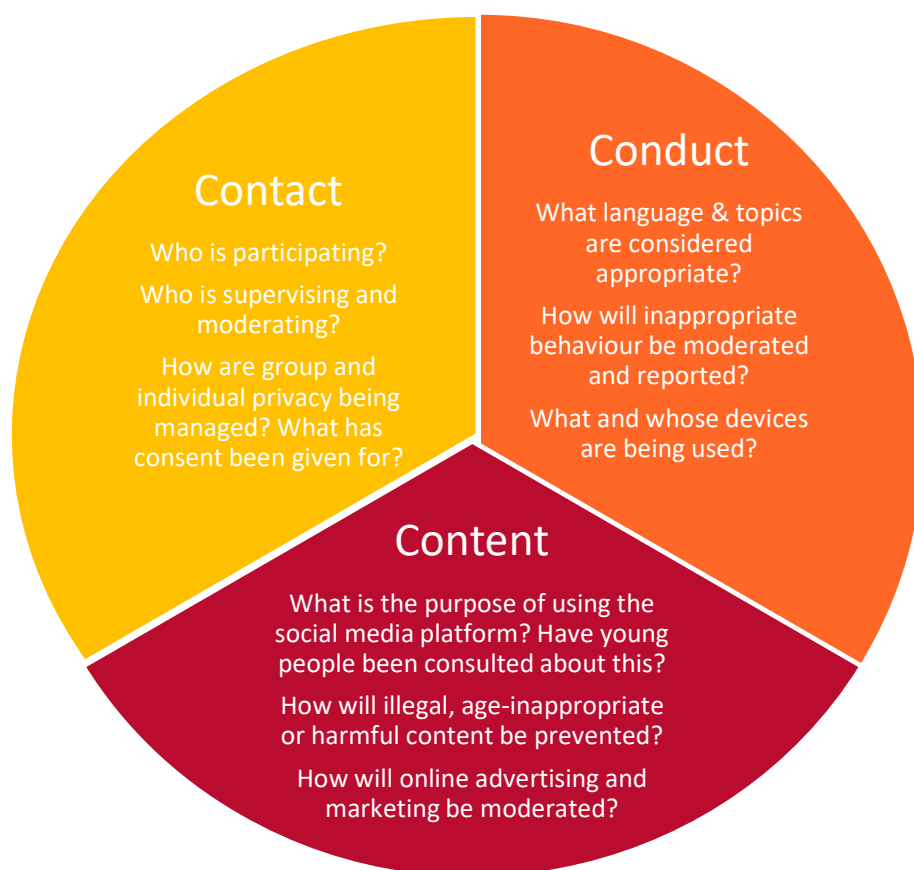 Contact
Who is participating?
Who is supervising and
moderating?
How are group and
individual privacy being
managed? What has
consent been given for?
Conduct
What language & topics
are considered
appropriate?
How will inappropriate
behaviour be moderated
and reported?
What and whose devices
are being used?
Content
What is the purpose of using the
social media platform? Have young
people been consulted about this?
How will illegal, age-inappropriate
or harmful content be prevented?
How will online advertising and
marketing be moderated?